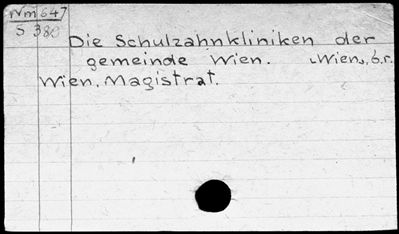 Wm 647
S 380
Die Schulzahnkliniken der
gemeinde Wien. Wien, o.r.
Wien. Magistrat.